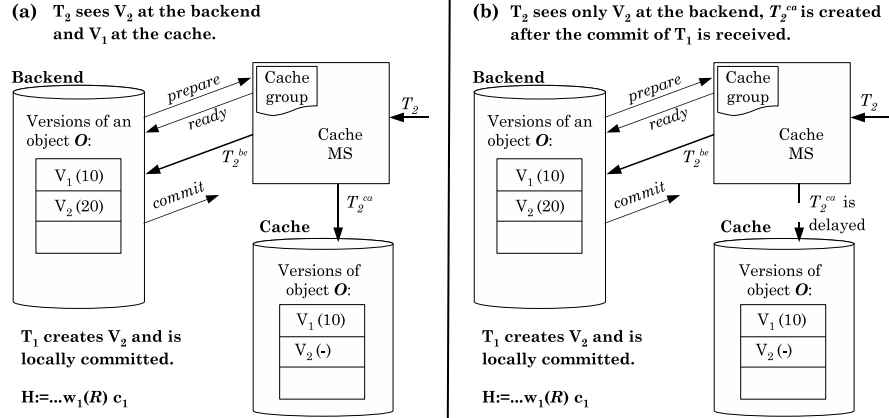 (a) T₂ sees V₂ at the backend
and V₁ at the cache.
Backend
Versions of an
object O:
V₁ (10)
V₂ (20)
prepare
ready
T₂ᵇᵉ
commit
Cache
group
Cache
MS
T₂
T₂ᶜᵃ
Cache
Versions of
object O:
V₁ (10)
V₂ (-)
T₁ creates V₂ and is
locally committed.
H:=...w₁(R) c₁
(b) T₂ sees only V₂ at the backend, T₂ᶜᵃ is created
after the commit of T₁ is received.
Backend
Versions of an
object O:
V₁ (10)
V₂ (20)
prepare
ready
T₂ᵇᵉ
commit
Cache
group
Cache
MS
T₂
T₂ᶜᵃ is
delayed
Cache
Versions of
object O:
V₁ (10)
V₂ (-)
T₁ creates V₂ and is
locally committed.
H:=...w₁(R) c₁